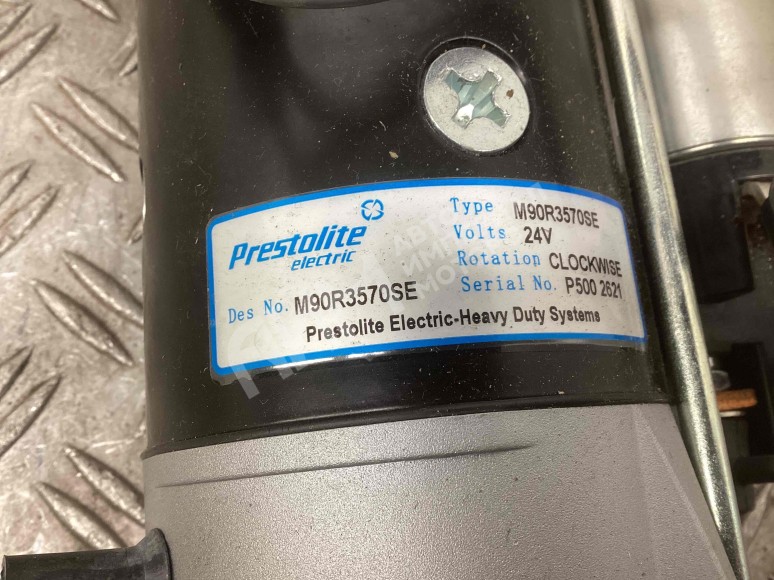 Prestolite
electric
Type M90R3570SE
Volts 24V
Rotation CLOCKWISE
Serial No. P500 2621
Des No. M90R3570SE
Prestolite Electric-Heavy Duty Systems